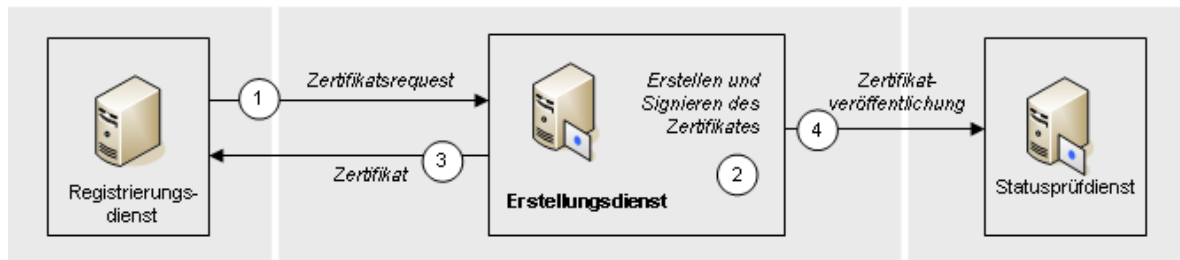 Registrierungs-
dienst
1
Zertifikatsrequest
3
Zertifikat
Erstellen und
Signieren des
Zertifikates
2
Erstellungsdienst
Zertifikat-
veröffentlichung
4
Statusprüfdienst